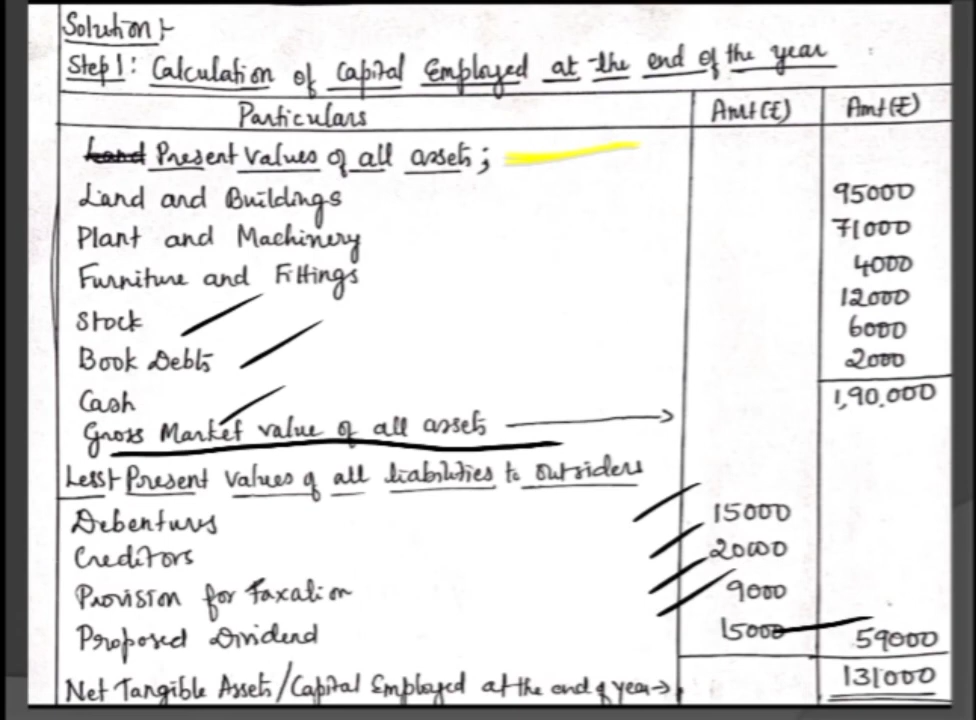 Solution:-
Step 1: Calculation of Capital Employed at the end of the year
Particulars Amt(₹) Amt(₹)
Land Present Values of all assets;
Land and Buildings 95000
Plant and Machinery 71000
Furniture and Fittings 4000
Stock 12000
Book Debts 6000
Cash 2000
Gross Market value of all assets → 1,90,000
Less:- Present values of all liabilities to outsiders
Debentures 15000
Creditors 20000
Provision for Taxation 9000
Proposed Dividend 15000 59000
Net Tangible Assets/Capital Employed at the end of year→ 131000